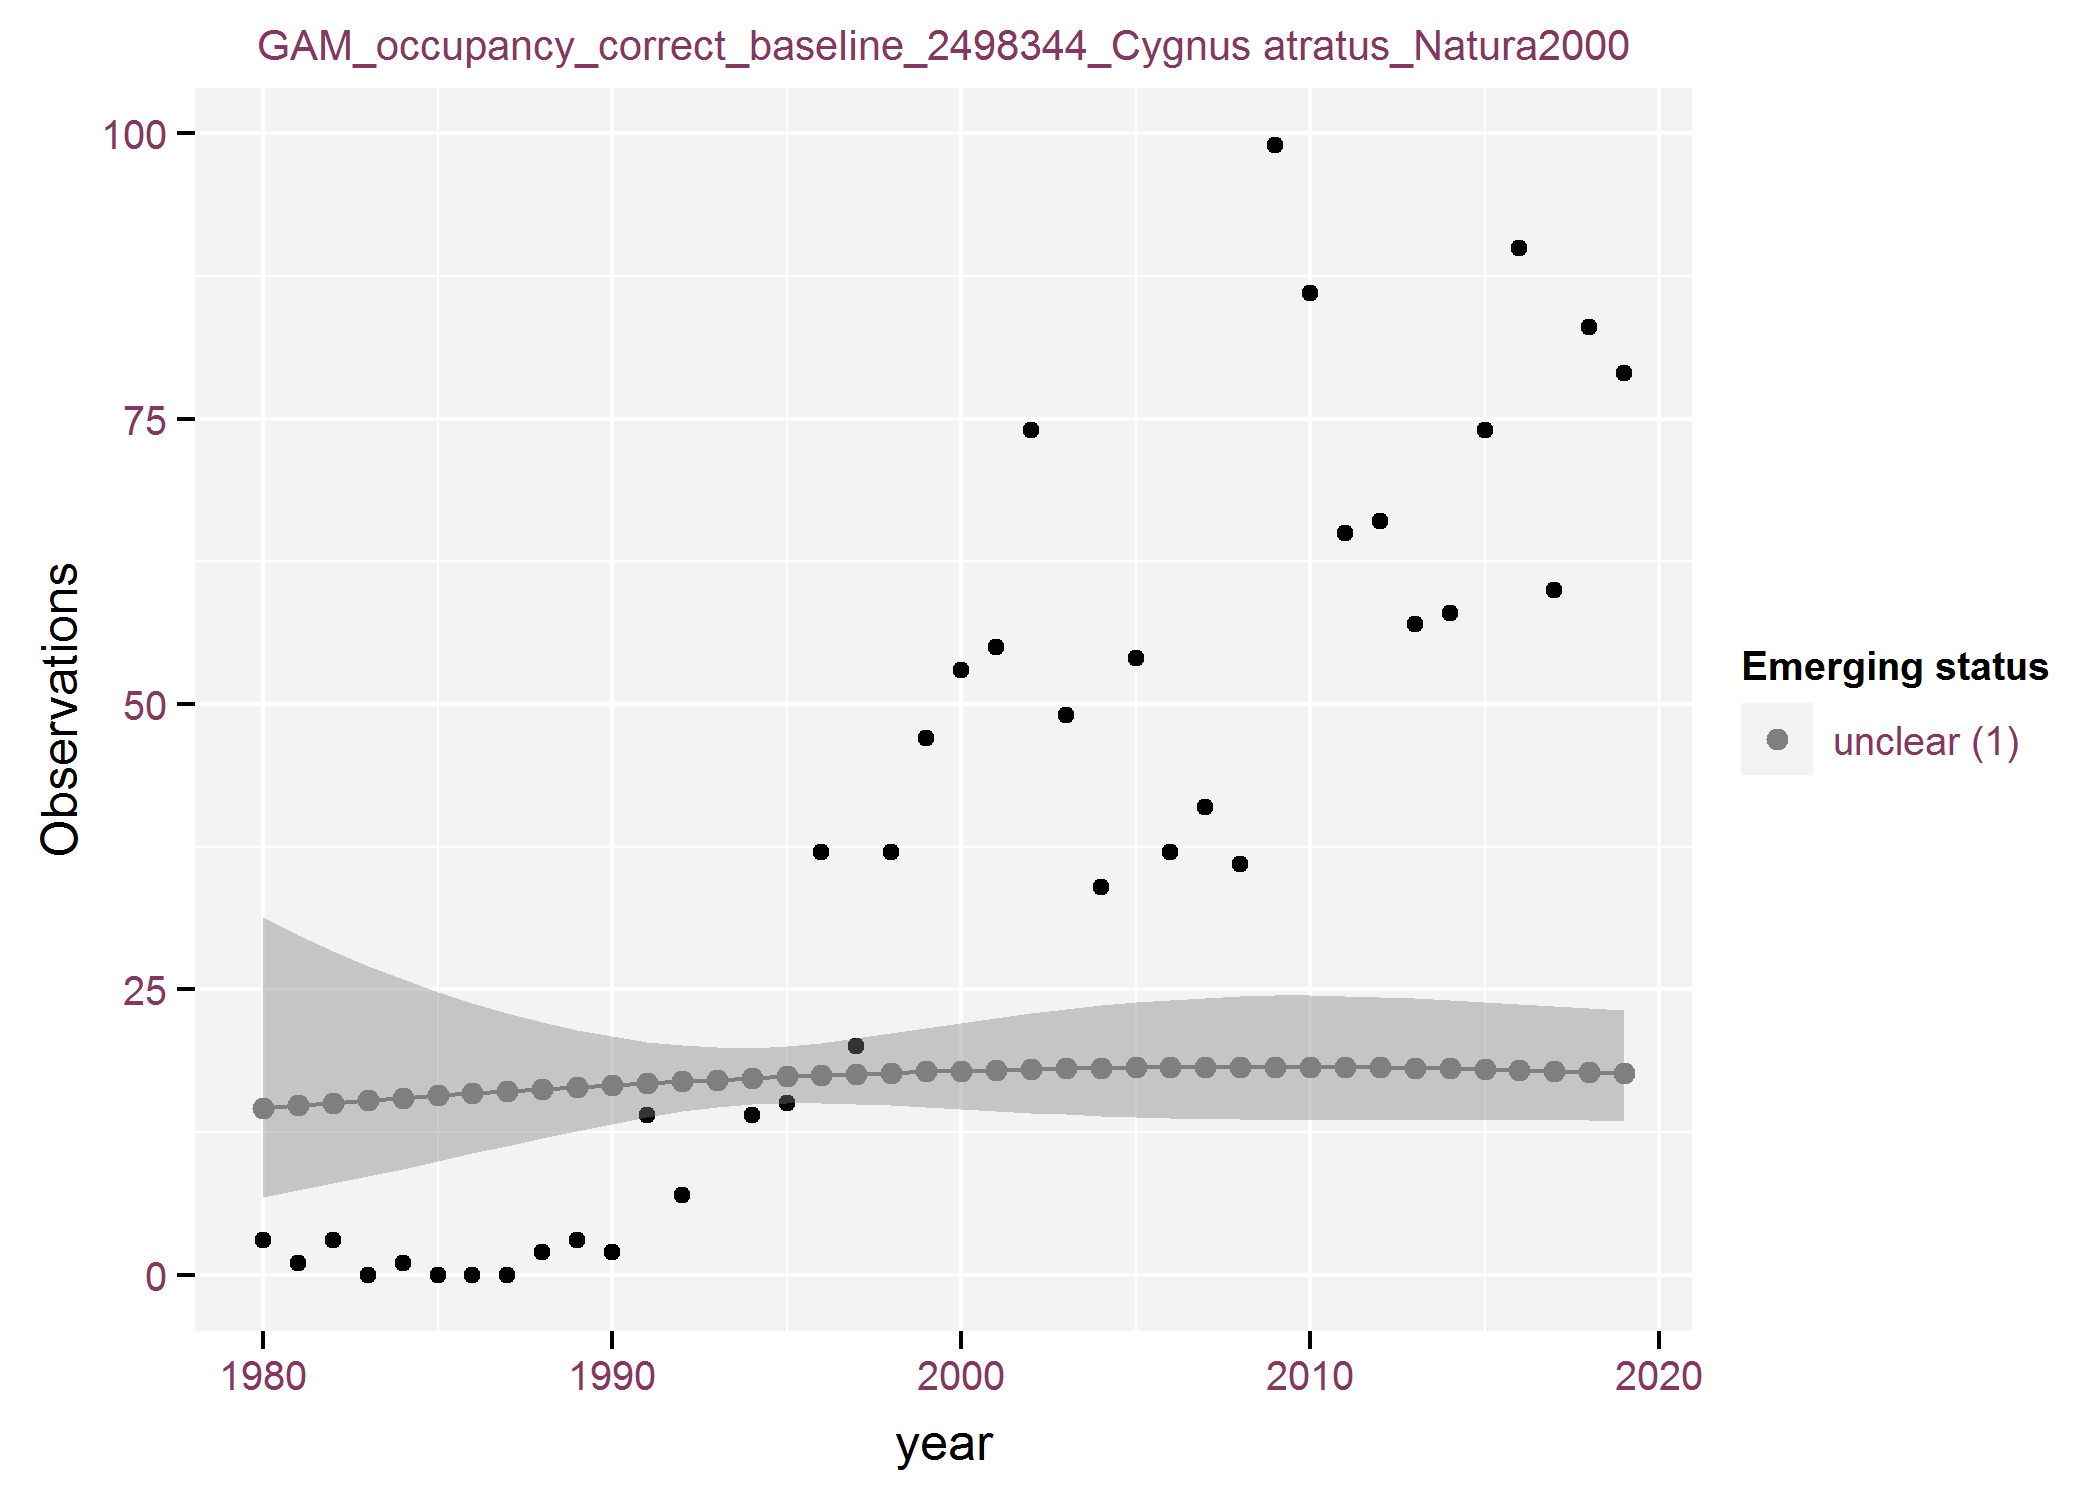 GAM_occupancy_correct_baseline_2498344_Cygnus atratus_Natura2000
100
75
50
25
0
Observations
1980 1990 2000 2010 2020
year
Emerging status
unclear (1)